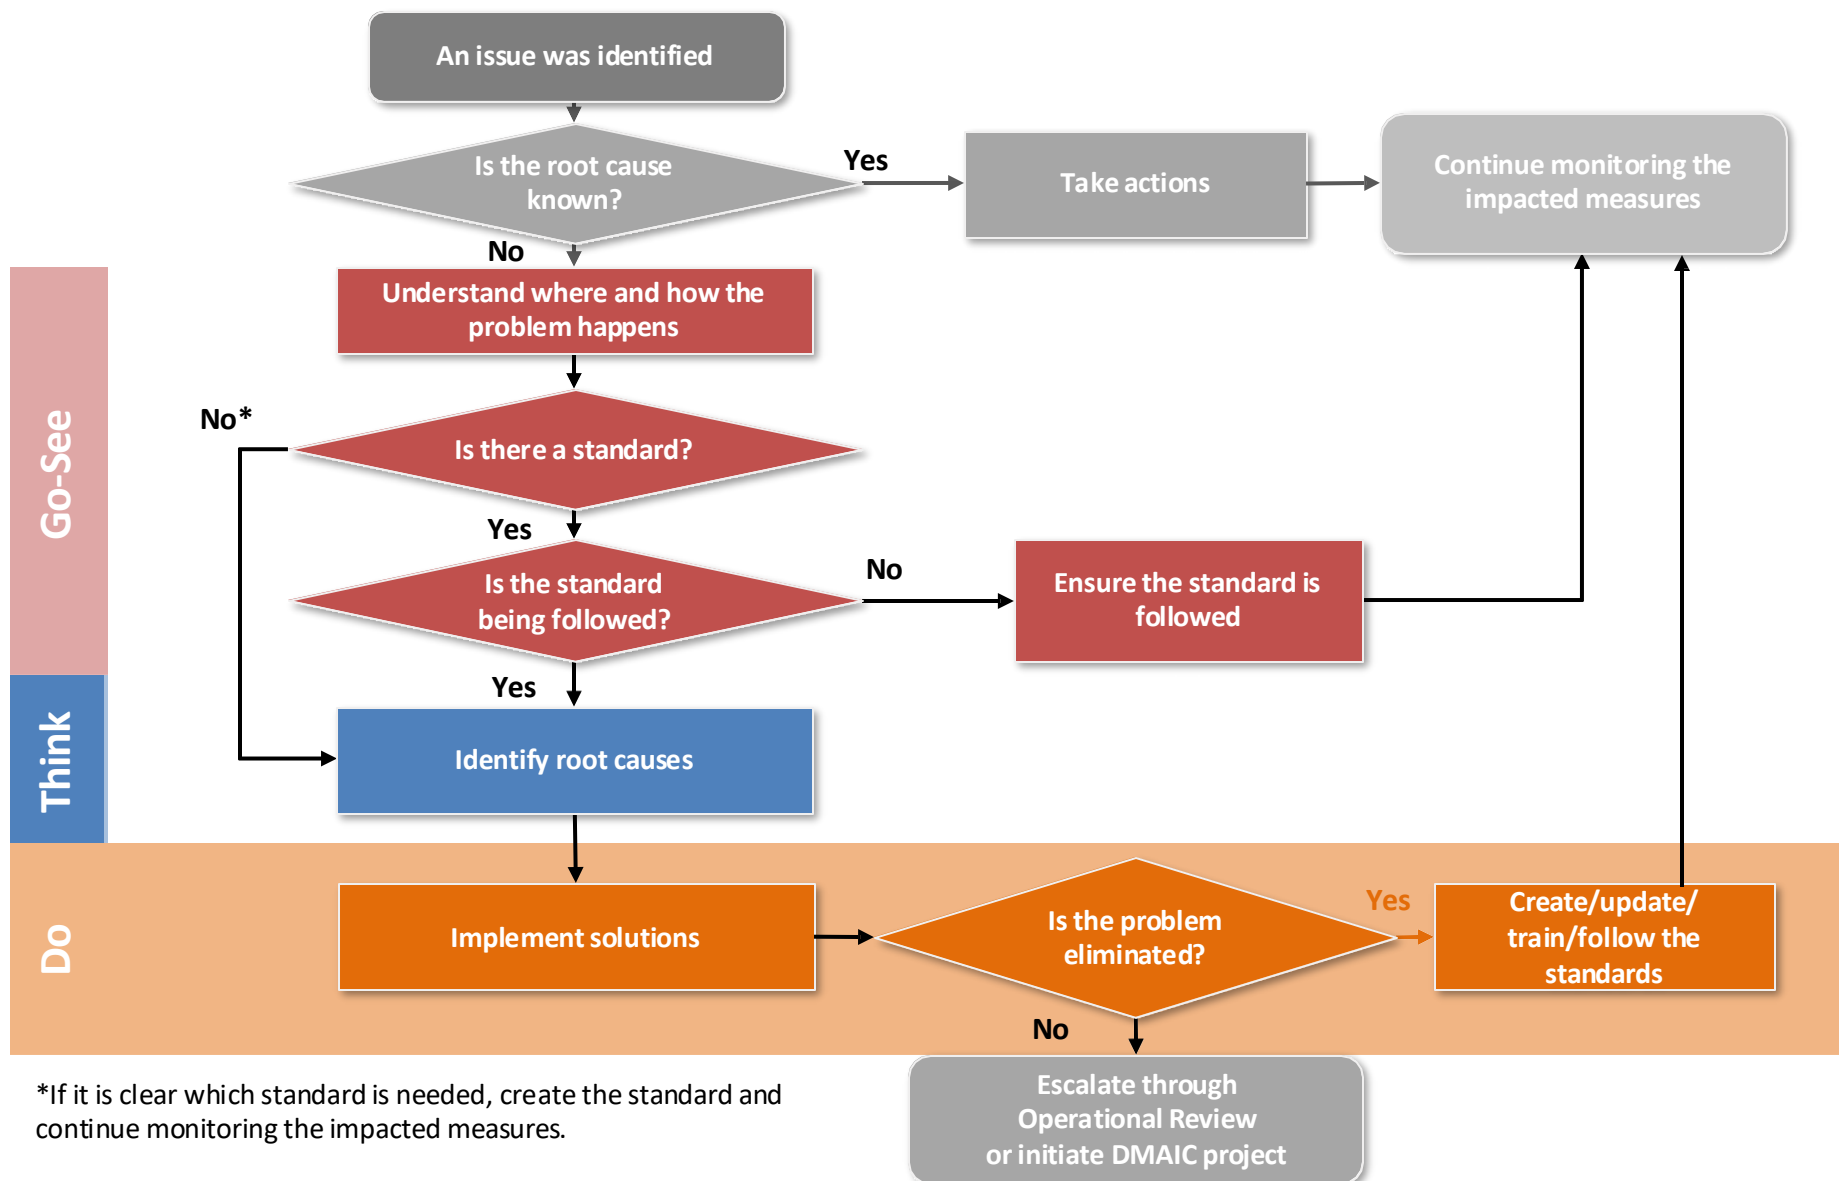 An issue was identified
Is the root cause
known?
Yes
Take actions
Continue monitoring the
impacted measures
No
Understand where and how the
problem happens
Go-See
No*
Is there a standard?
Yes
Is the standard
being followed?
No
Ensure the standard is
followed
Yes
Think
Identify root causes
Do
Implement solutions
Is the problem
eliminated?
Yes
Create/update/
train/follow the
standards
No
Escalate through
Operational Review
or initiate DMAIC project
*If it is clear which standard is needed, create the standard and
continue monitoring the impacted measures.